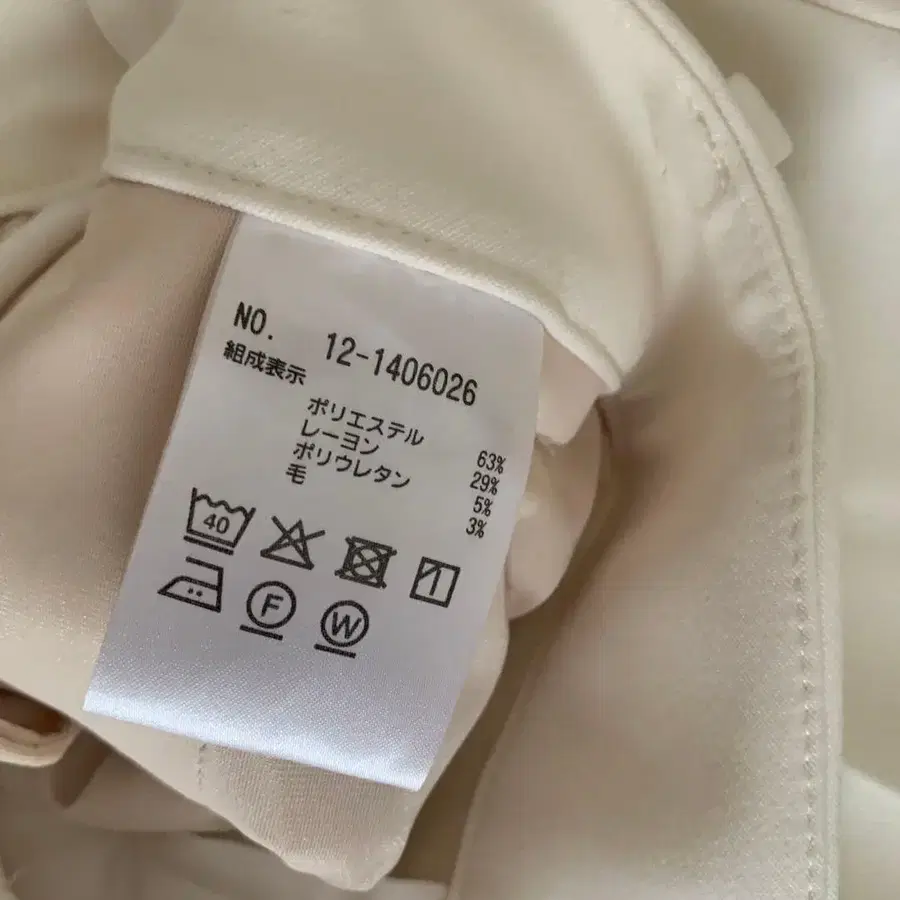 NO. 12-1406026
組成表示
ポリエステル 63%
レーヨン 29%
ポリウレタン 5%
毛 3%
40
F W